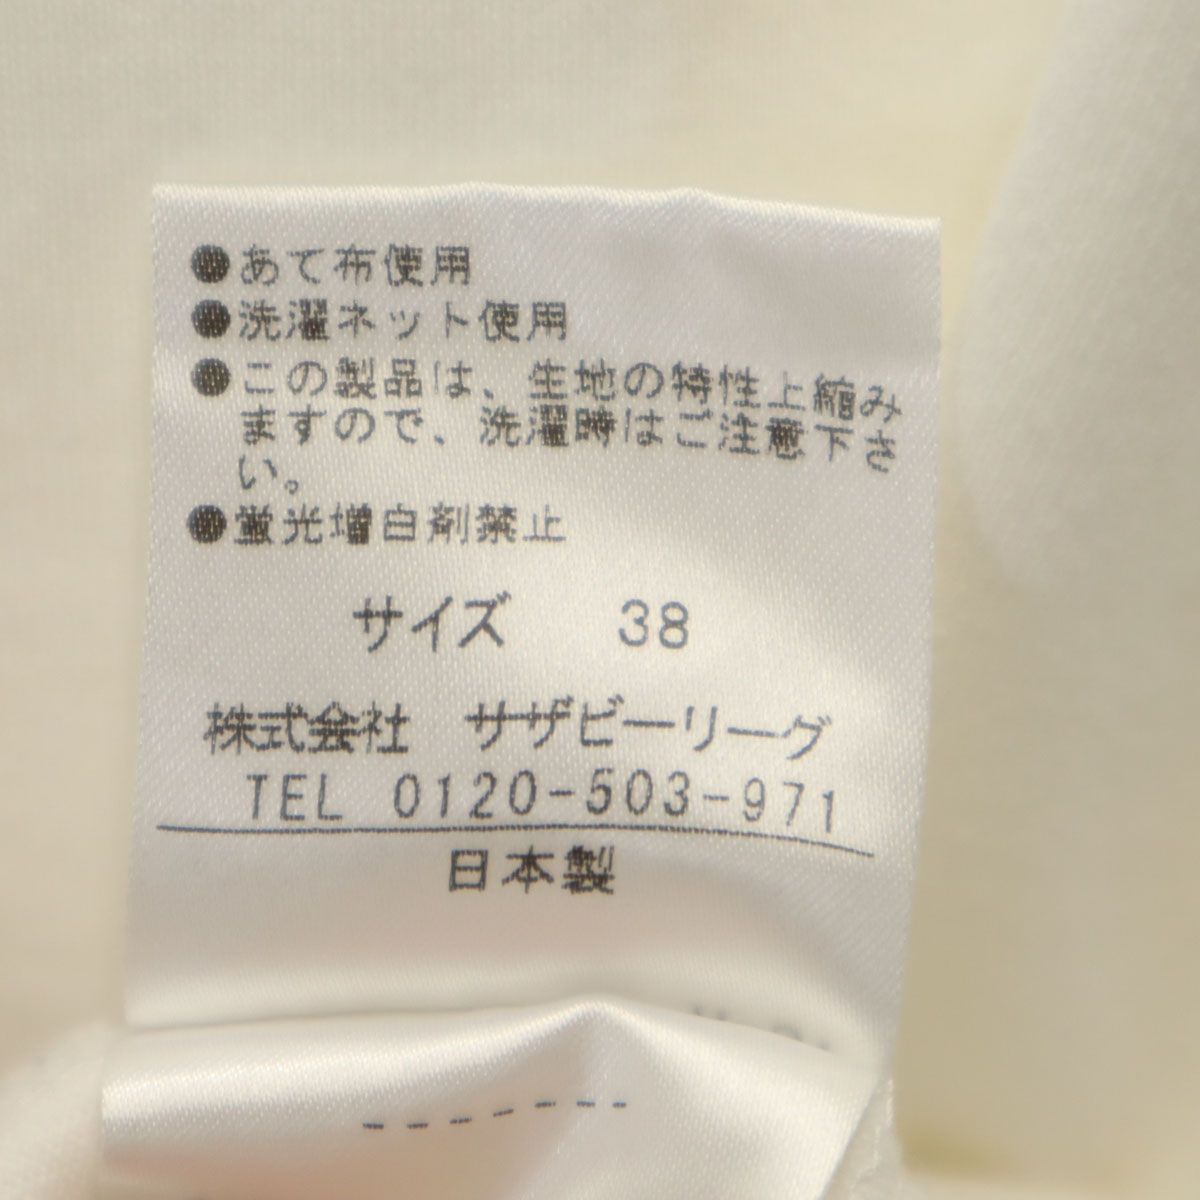 ●あて布使用
●洗濯ネット使用
●この製品は、生地の特性上縮み
ますので、洗濯時はご注意下さ
い。
●蛍光増白剤禁止
サイズ 38
株式会社 サザビーリーグ
TEL 0120-503-971
日本製